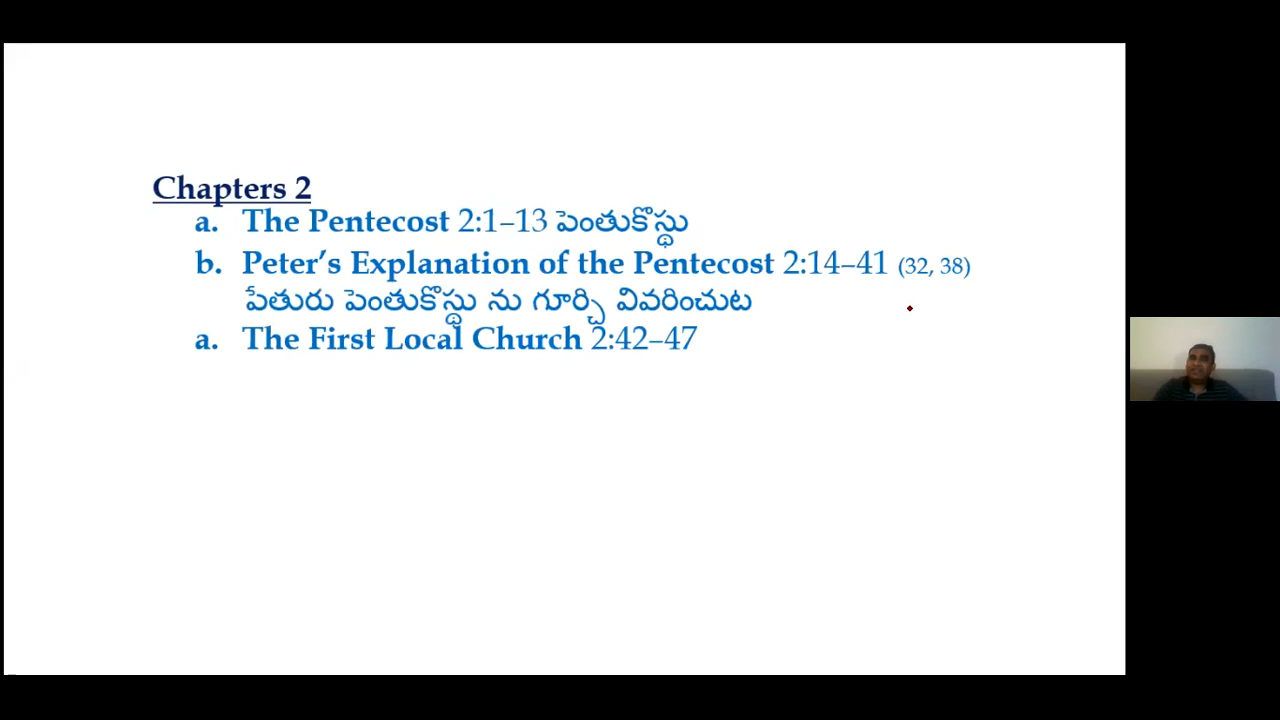 Chapters 2
a. The Pentecost 2:1–13 పెంతుకొస్థు
b. Peter's Explanation of the Pentecost 2:14–41 (32, 38)
పేతురు పెంతుకొస్థు ను గూర్చి వివరించుట
a. The First Local Church 2:42–47